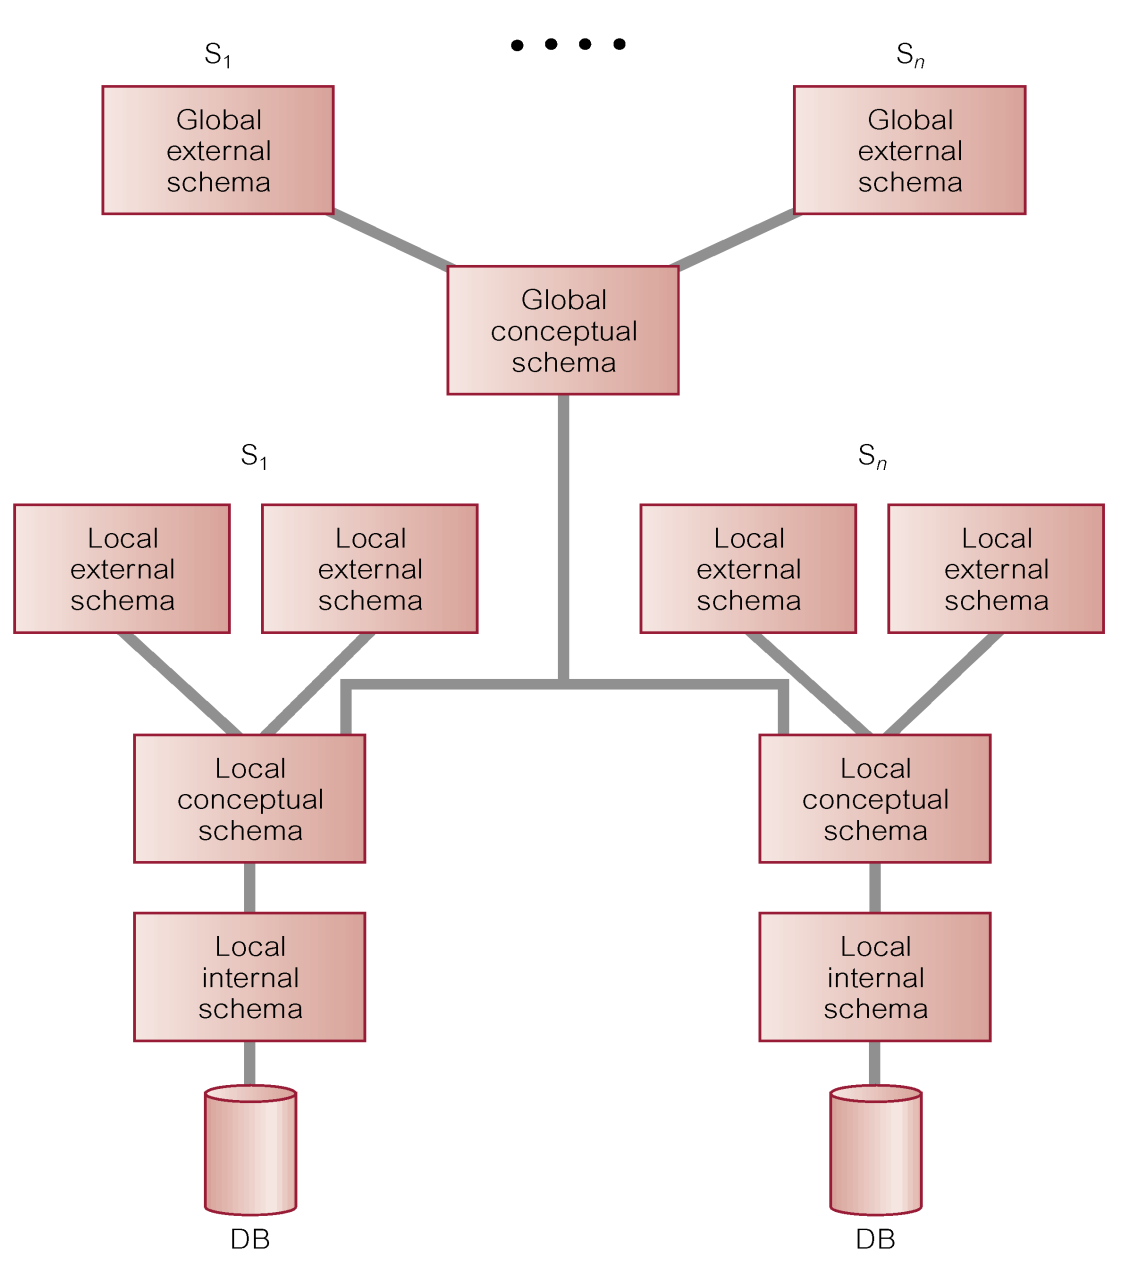 S1
Sn
Global
external
schema
Global
external
schema
Global
conceptual
schema
S1
Sn
Local
external
schema
Local
external
schema
Local
external
schema
Local
external
schema
Local
conceptual
schema
Local
conceptual
schema
Local
internal
schema
Local
internal
schema
DB
DB